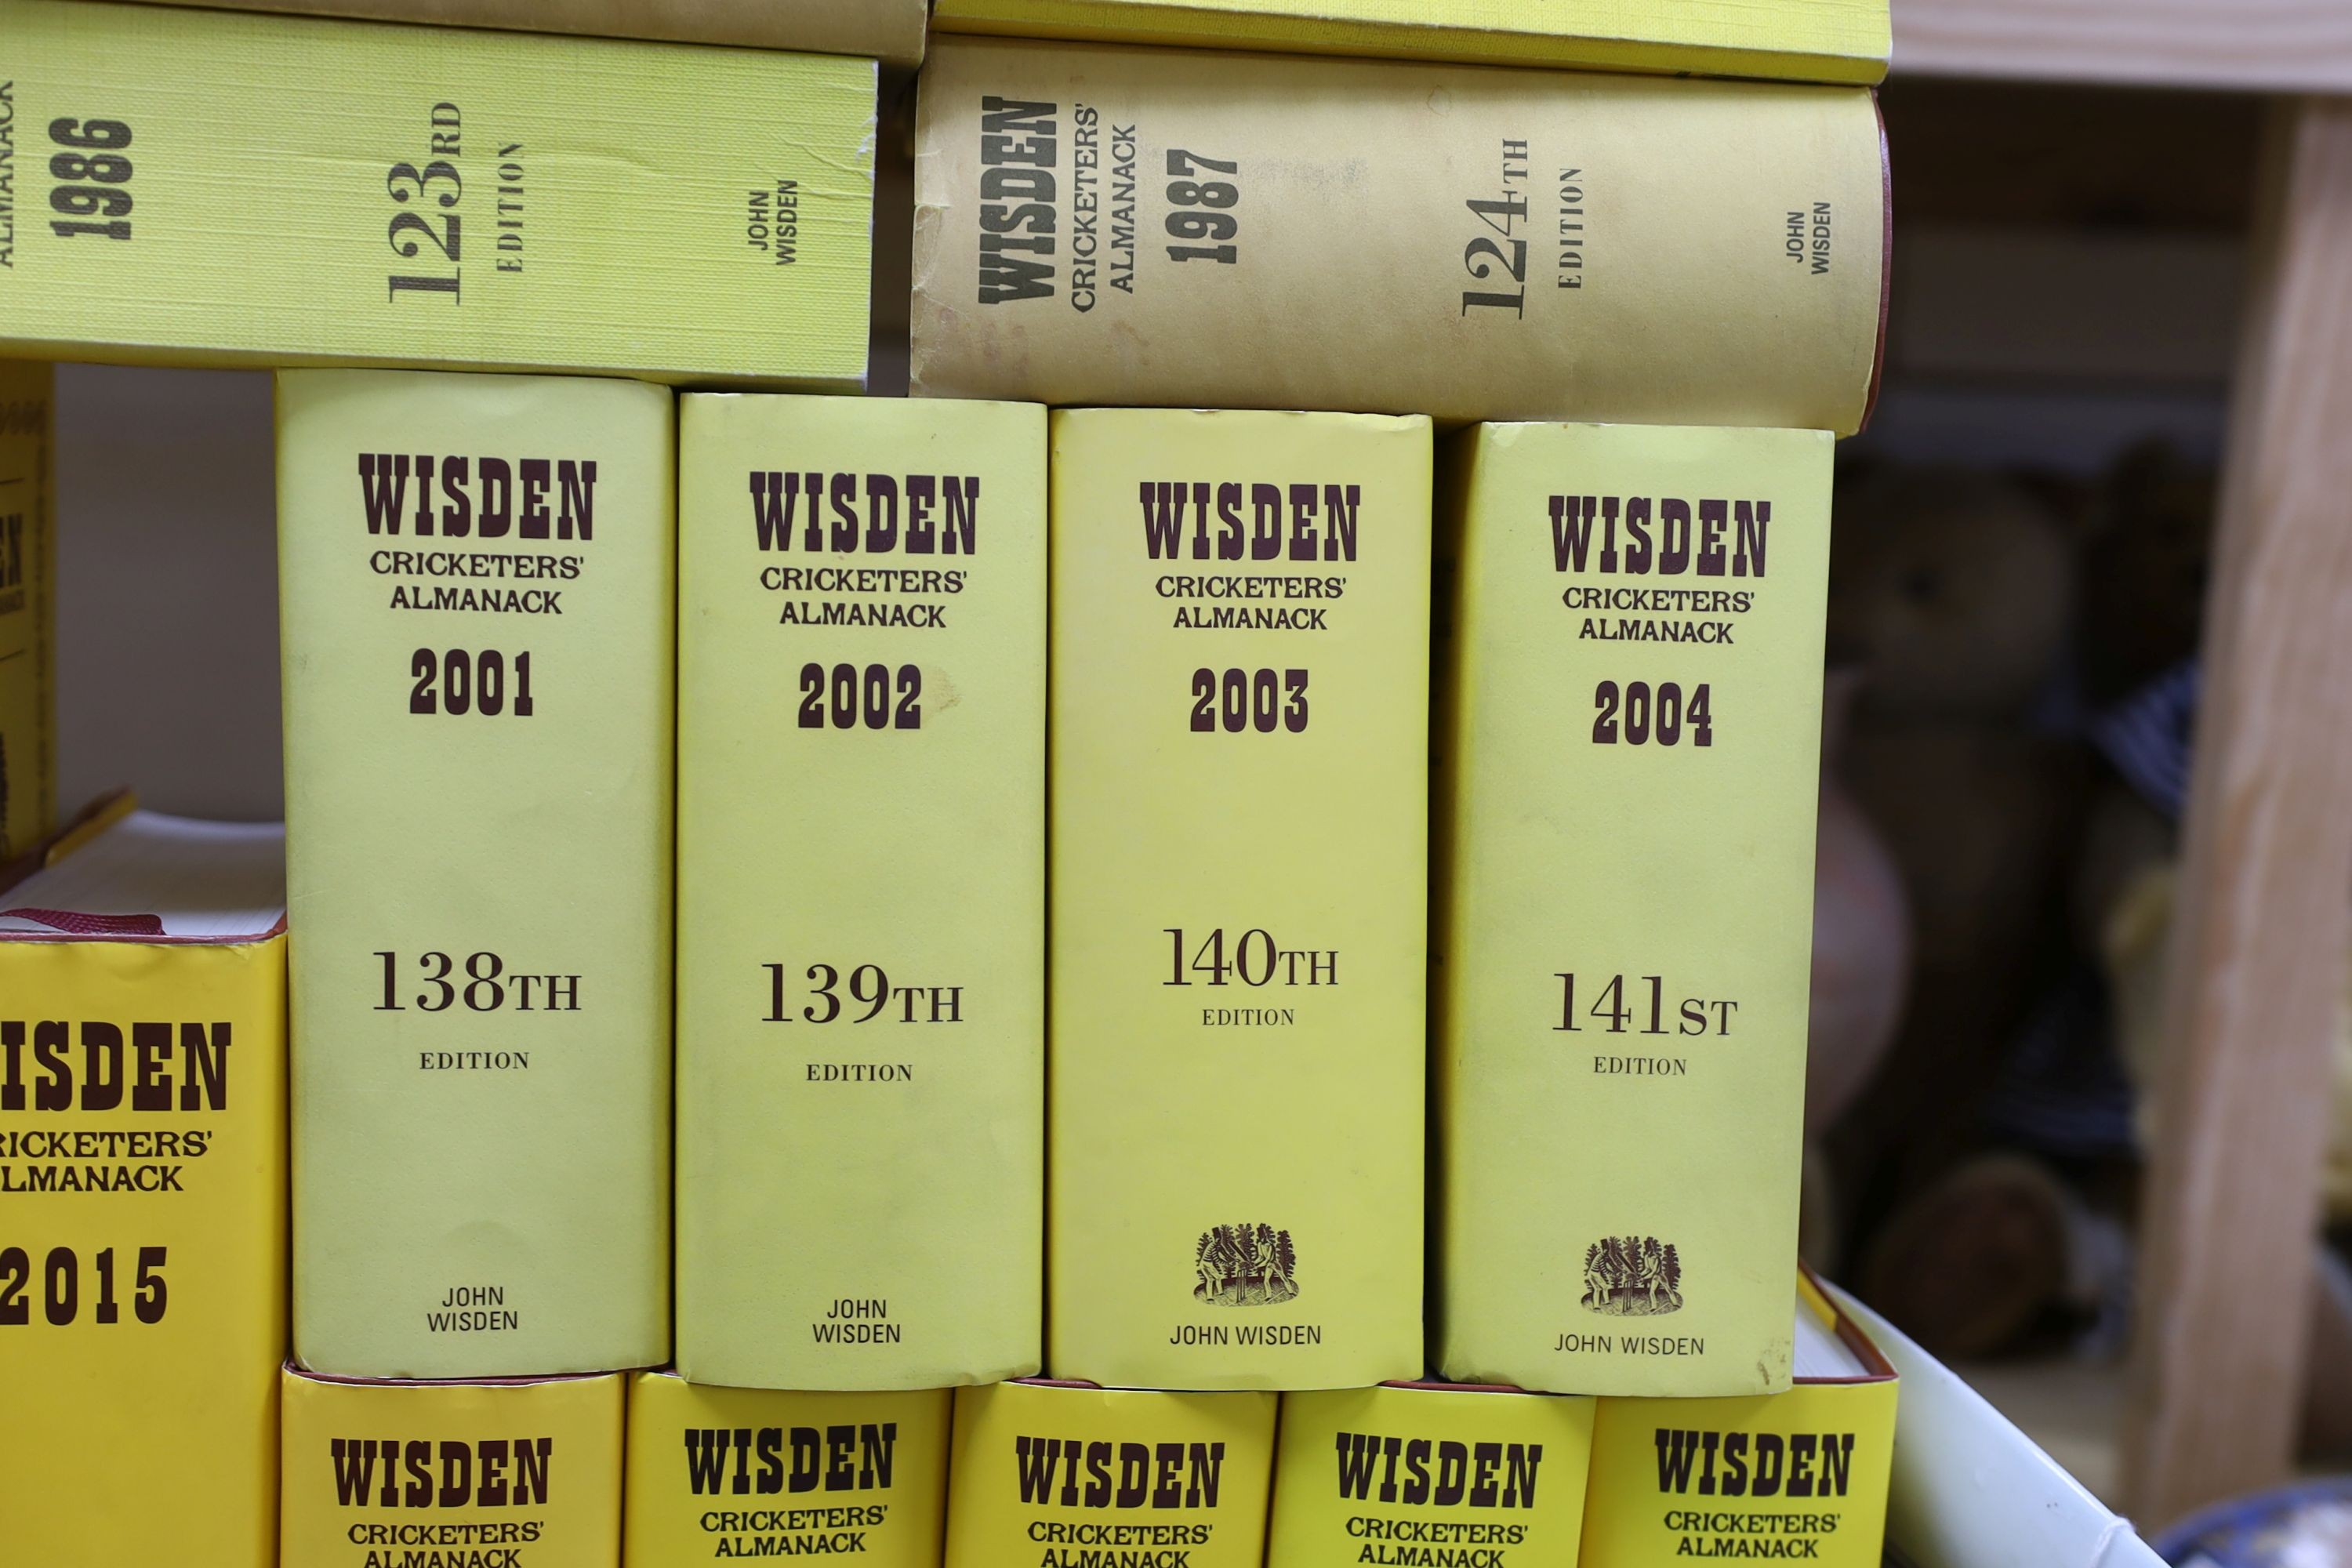 ALMANACK
1986
123RD
EDITION
JOHN
WISDEN
WISDEN
CRICKETERS'
ALMANACK
1987
124TH
EDITION
JOHN
WISDEN
WISDEN
CRICKETERS'
ALMANACK
2001
138TH
EDITION
JOHN
WISDEN
WISDEN
CRICKETERS'
ALMANACK
2002
139TH
EDITION
JOHN
WISDEN
WISDEN
CRICKETERS'
ALMANACK
2003
140TH
EDITION
JOHN WISDEN
WISDEN
CRICKETERS'
ALMANACK
2004
141ST
EDITION
JOHN WISDEN
ISDEN
RICKETERS'
LMANACK
2015
WISDEN
CRICKETERS'
ALMANACK
WISDEN
CRICKETERS'
ALMANACK
WISDEN
CRICKETERS'
ALMANACK
WISDEN
CRICKETERS'
ALMANACK
WISDEN
CRICKETERS'
ALMANACK